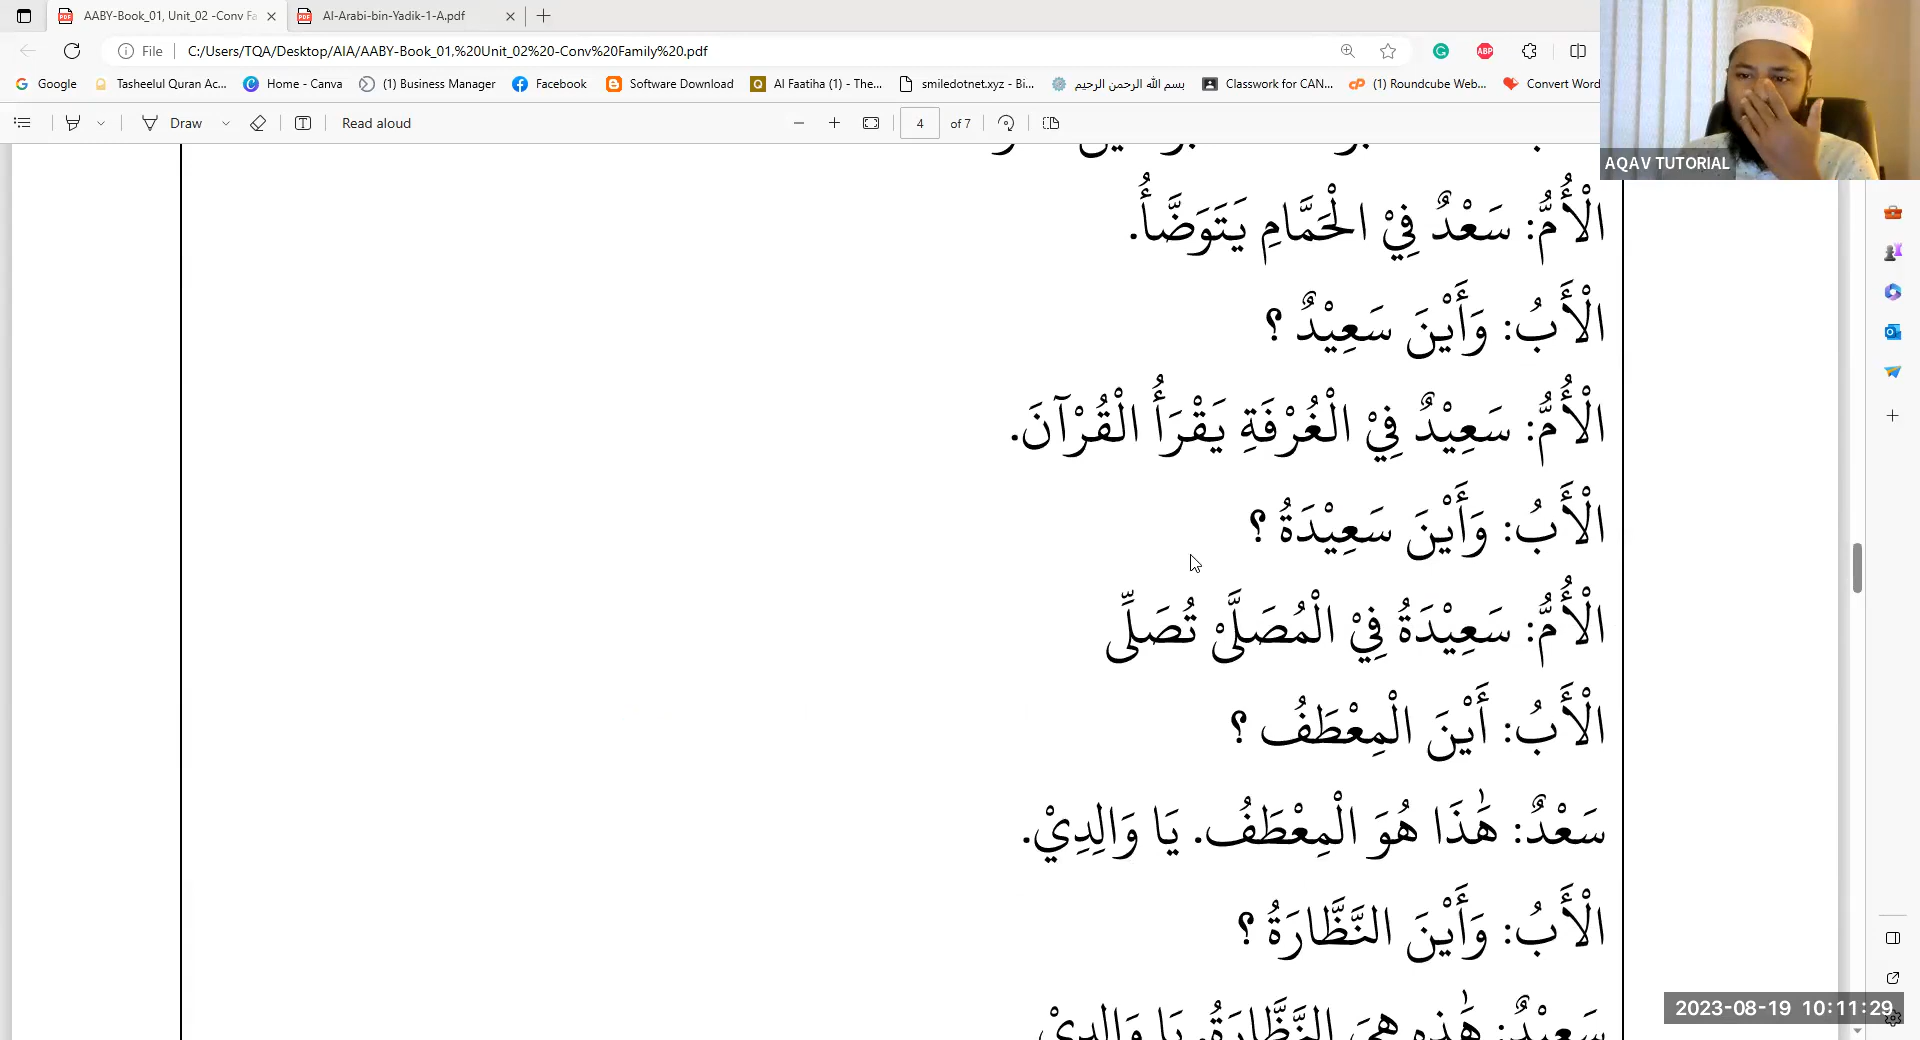 AABY-Book_01, Unit_02 -Conv Fa
Al-Arabi-bin-Yadik-1-A.pdf
File
C:/Users/TQA/Desktop/AIA/AABY-Book_01,%20Unit_02%20-Conv%20Family%20.pdf
Google
Tasheelul Quran Ac...
Home - Canva
(1) Business Manager
Facebook
Software Download
Al Faatiha (1) - The...
smiledotnet.xyz - Bi...
بسم الله الرحمن الرحيم
Classwork for CAN...
(1) Roundcube Web...
Convert Word
Draw
Read aloud
4 of 7
AQAV TUTORIAL
الْأُمُّ: سَعْدٌ فِيْ الْحَمَّامِ يَتَوَضَّأُ.
الْأَبُ: وَأَيْنَ سَعِيْدٌ ؟
الْأُمُّ: سَعِيْدٌ فِيْ الْغُرْفَةِ يَقْرَأُ الْقُرْآنَ.
الْأَبُ: وَأَيْنَ سَعِيْدَةُ ؟
الْأُمُّ: سَعِيْدَةُ فِيْ الْمُصَلَّىْ تُصَلِّى
الْأَبُ: أَيْنَ الْمِعْطَفُ ؟
سَعْدٌ: هَٰذَا هُوَ الْمِعْطَفُ. يَا وَالِدِيْ.
الْأَبُ: وَأَيْنَ النَّظَّارَةُ ؟
سَعِيْدٌ: هَٰذِهِ هِيَ النَّظَّارَةُ. يَا وَالِدِيْ
2023-08-19 10:11:29